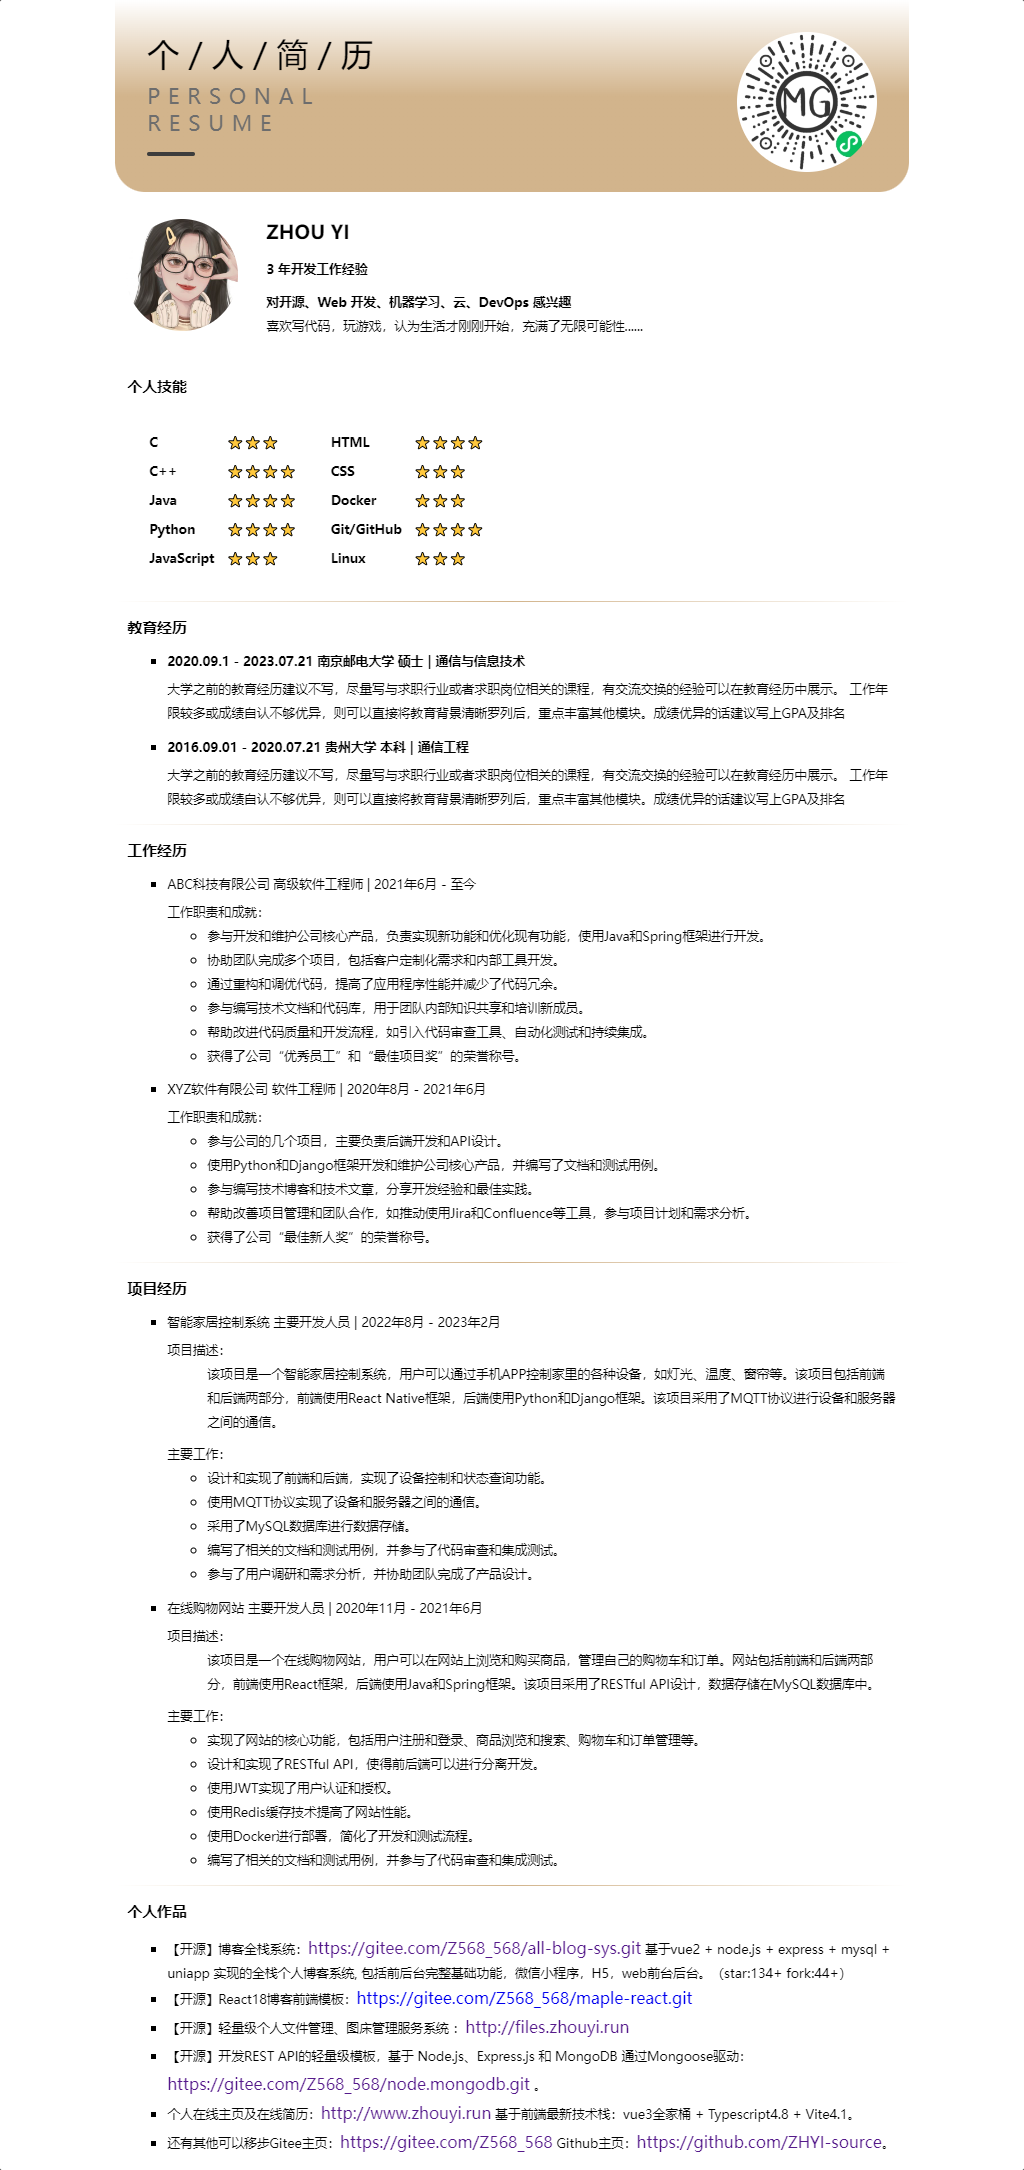 个/人/简/历
PERSONAL
RESUME
MG
ZHOU YI
3 年开发工作经验
对开源、Web 开发、机器学习、云、DevOps 感兴趣
喜欢写代码，玩游戏，认为生活才刚刚开始，充满了无限可能性......
个人技能
C HTML
C++ CSS
Java Docker
Python Git/GitHub
JavaScript Linux
教育经历
2020.09.1 - 2023.07.21 南京邮电大学 硕士 | 通信与信息技术
大学之前的教育经历建议不写，尽量写与求职行业或者求职岗位相关的课程，有交流交换的经验可以在教育经历中展示。 工作年
限较多或成绩自认不够优异，则可以直接将教育背景清晰罗列后，重点丰富其他模块。成绩优异的话建议写上GPA及排名
2016.09.01 - 2020.07.21 贵州大学 本科 | 通信工程
大学之前的教育经历建议不写，尽量写与求职行业或者求职岗位相关的课程，有交流交换的经验可以在教育经历中展示。 工作年
限较多或成绩自认不够优异，则可以直接将教育背景清晰罗列后，重点丰富其他模块。成绩优异的话建议写上GPA及排名
工作经历
ABC科技有限公司 高级软件工程师 | 2021年6月 - 至今
工作职责和成就：
参与开发和维护公司核心产品，负责实现新功能和优化现有功能，使用Java和Spring框架进行开发。
协助团队完成多个项目，包括客户定制化需求和内部工具开发。
通过重构和调优代码，提高了应用程序性能并减少了代码冗余。
参与编写技术文档和代码库，用于团队内部知识共享和培训新成员。
帮助改进代码质量和开发流程，如引入代码审查工具、自动化测试和持续集成。
获得了公司“优秀员工”和“最佳项目奖”的荣誉称号。
XYZ软件有限公司 软件工程师 | 2020年8月 - 2021年6月
工作职责和成就：
参与公司的几个项目，主要负责后端开发和API设计。
使用Python和Django框架开发和维护公司核心产品，并编写了文档和测试用例。
参与编写技术博客和技术文章，分享开发经验和最佳实践。
帮助改善项目管理和团队合作，如推动使用Jira和Confluence等工具，参与项目计划和需求分析。
获得了公司“最佳新人奖”的荣誉称号。
项目经历
智能家居控制系统 主要开发人员 | 2022年8月 - 2023年2月
项目描述：
该项目是一个智能家居控制系统，用户可以通过手机APP控制家里的各种设备，如灯光、温度、窗帘等。该项目包括前端
和后端两部分，前端使用React Native框架，后端使用Python和Django框架。该项目采用了MQTT协议进行设备和服务器
之间的通信。
主要工作：
设计和实现了前端和后端，实现了设备控制和状态查询功能。
使用MQTT协议实现了设备和服务器之间的通信。
采用了MySQL数据库进行数据存储。
编写了相关的文档和测试用例，并参与了代码审查和集成测试。
参与了用户调研和需求分析，并协助团队完成了产品设计。
在线购物网站 主要开发人员 | 2020年11月 - 2021年6月
项目描述：
该项目是一个在线购物网站，用户可以在网站上浏览和购买商品，管理自己的购物车和订单。网站包括前端和后端两部
分，前端使用React框架，后端使用Java和Spring框架。该项目采用了RESTful API设计，数据存储在MySQL数据库中。
主要工作：
实现了网站的核心功能，包括用户注册和登录、商品浏览和搜索、购物车和订单管理等。
设计和实现了RESTful API，使得前后端可以进行分离开发。
使用JWT实现了用户认证和授权。
使用Redis缓存技术提高了网站性能。
使用Docker进行部署，简化了开发和测试流程。
编写了相关的文档和测试用例，并参与了代码审查和集成测试。
个人作品
【开源】博客全栈系统：https://gitee.com/Z568_568/all-blog-sys.git 基于vue2 + node.js + express + mysql +
uniapp 实现的全栈个人博客系统, 包括前后台完整基础功能，微信小程序，H5，web前台后台。（star:134+ fork:44+）
【开源】React18博客前端模板：https://gitee.com/Z568_568/maple-react.git
【开源】轻量级个人文件管理、图床管理服务系统 ：http://files.zhouyi.run
【开源】开发REST API的轻量级模板，基于 Node.js、Express.js 和 MongoDB 通过Mongoose驱动：
https://gitee.com/Z568_568/node.mongodb.git 。
个人在线主页及在线简历：http://www.zhouyi.run 基于前端最新技术栈：vue3全家桶 + Typescript4.8 + Vite4.1。
还有其他可以移步Gitee主页：https://gitee.com/Z568_568 Github主页：https://github.com/ZHYI-source。